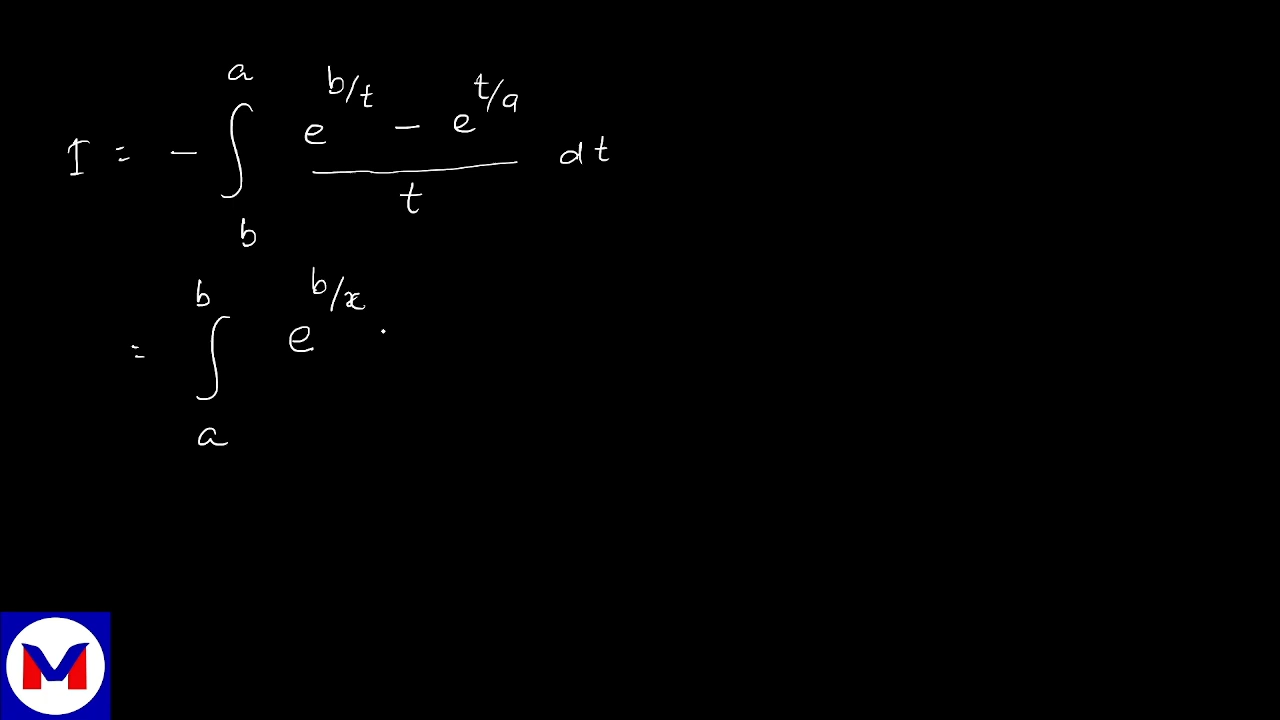 I = - ∫_b^a (e^{b/t} - e^{t/a})/t dt
= ∫_a^b e^{b/x}